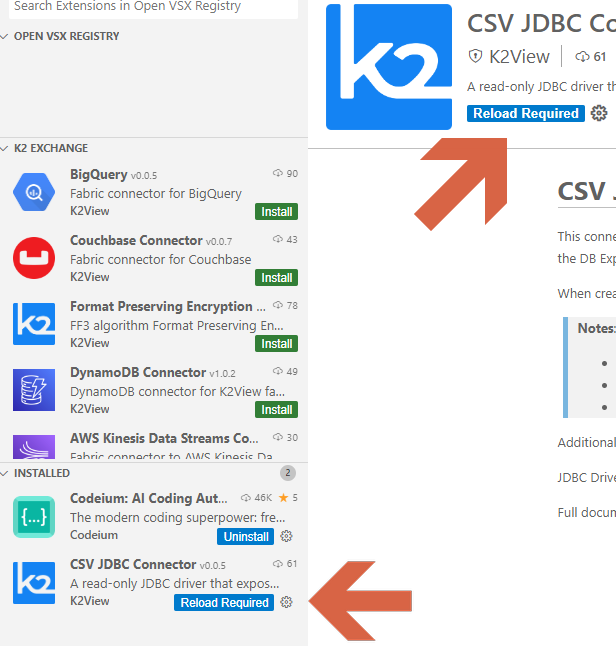 Search Extensions in Open VSX Registry
OPEN VSX REGISTRY
K2 EXCHANGE
BigQuery v0.0.5 90
Fabric connector for BigQuery
K2View
Install
Couchbase Connector v0.0.7 43
Fabric connector for Couchbase
K2View
Install
Format Preserving Encryption ... 78
FF3 algorithm Format Preserving En...
K2View
Install
DynamoDB Connector v1.0.2 49
DynamoDB connector for K2View fa...
K2View
Install
AWS Kinesis Data Streams Co... 30
Fabric connector to AWS Kinesis Da
INSTALLED 2
Codeium: AI Coding Aut... 46K ★ 5
The modern coding superpower: fre...
Codeium
Uninstall
CSV JDBC Connector v0.0.5 61
A read-only JDBC driver that expos...
K2View
Reload Required
k2
CSV JDBC Co
K2View 61
A read-only JDBC driver th
Reload Required
CSV J
This conne
the DB Exp
When crea
Notes:
Additional
JDBC Drive
Full docum